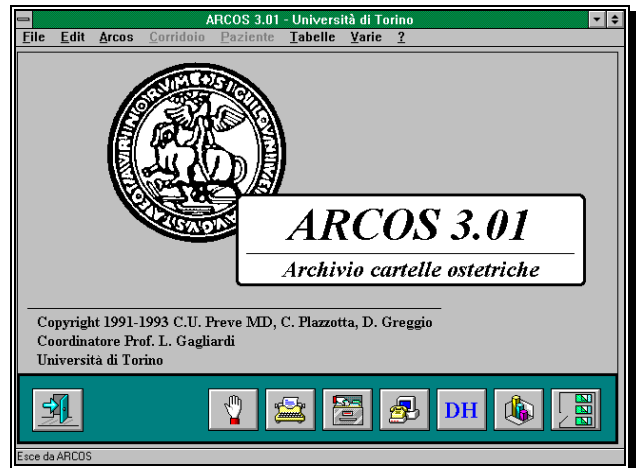 ARCOS 3.01 - Università di Torino
File Edit Arcos Corridoio Paziente Tabelle Varie ?
ARCOS 3.01
Archivio cartelle ostetriche
Copyright 1991-1993 C.U. Preve MD, C. Plazzotta, D. Greggio
Coordinatore Prof. L. Gagliardi
Università di Torino
DH
Esce da ARCOS